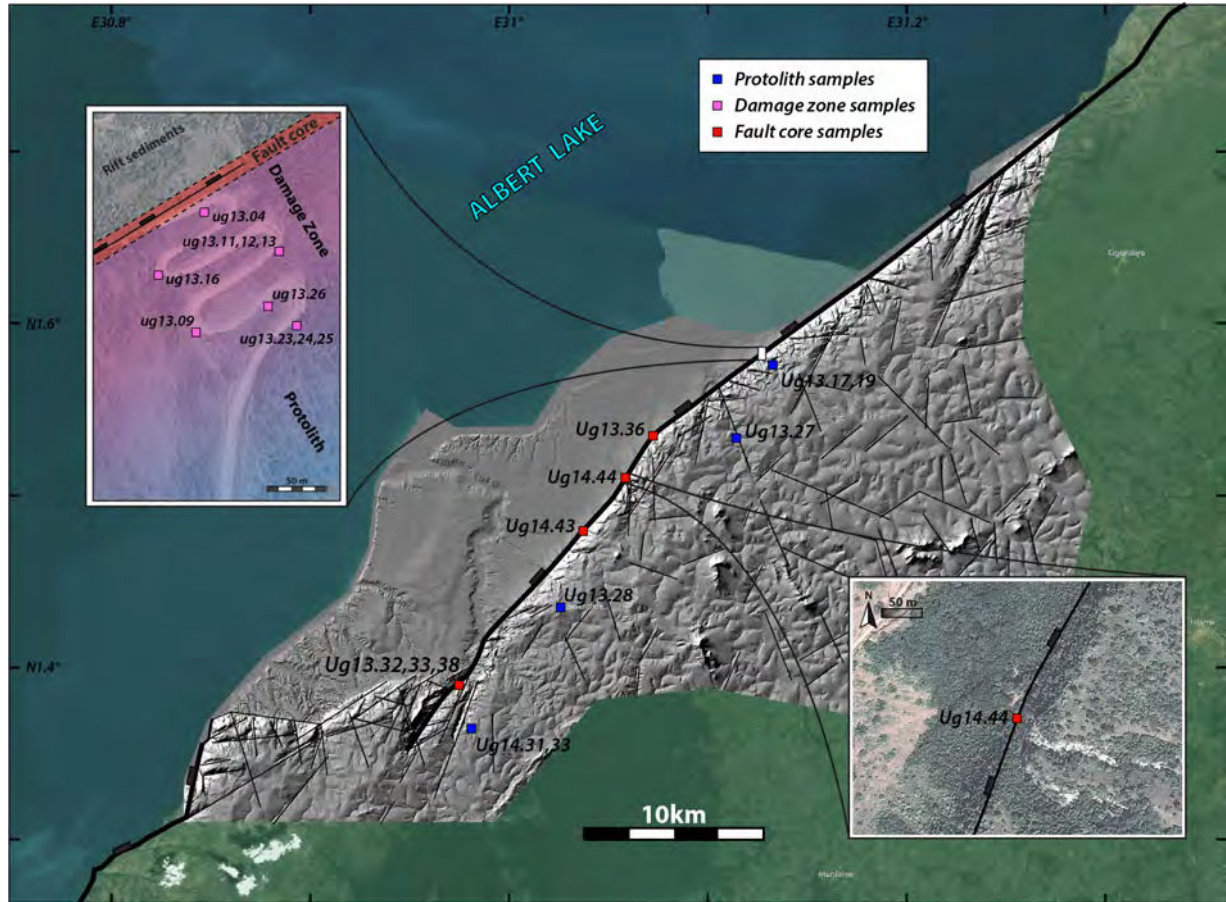 E30.8°
E31°
E31.2°
Protolith samples
Damage zone samples
Fault core samples
ALBERT LAKE
Rift sediments
Fault core
Damage Zone
ug13.04
ug13.11,12,13
ug13.16
ug13.26
ug13.09
ug13.23,24,25
Protolith
50 m
N1.6°
Ug13.17,19
Ug13.36
Ug13.27
Ug14.44
Ug14.43
Ug13.28
N1.4°
Ug13.32,33,38
Ug14.31,33
10km
N
50 m
Ug14.44